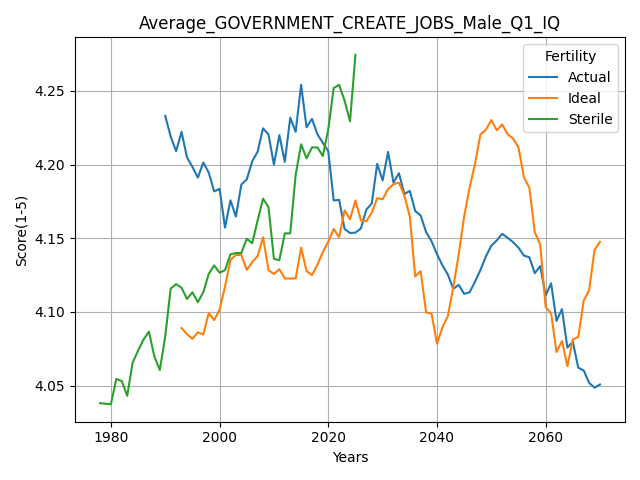 Average_GOVERNMENT_CREATE_JOBS_Male_Q1_IQ
Fertility
Actual
Ideal
Sterile
Score(1-5)
4.25
4.20
4.15
4.10
4.05
1980
2000
2020
2040
2060
Years